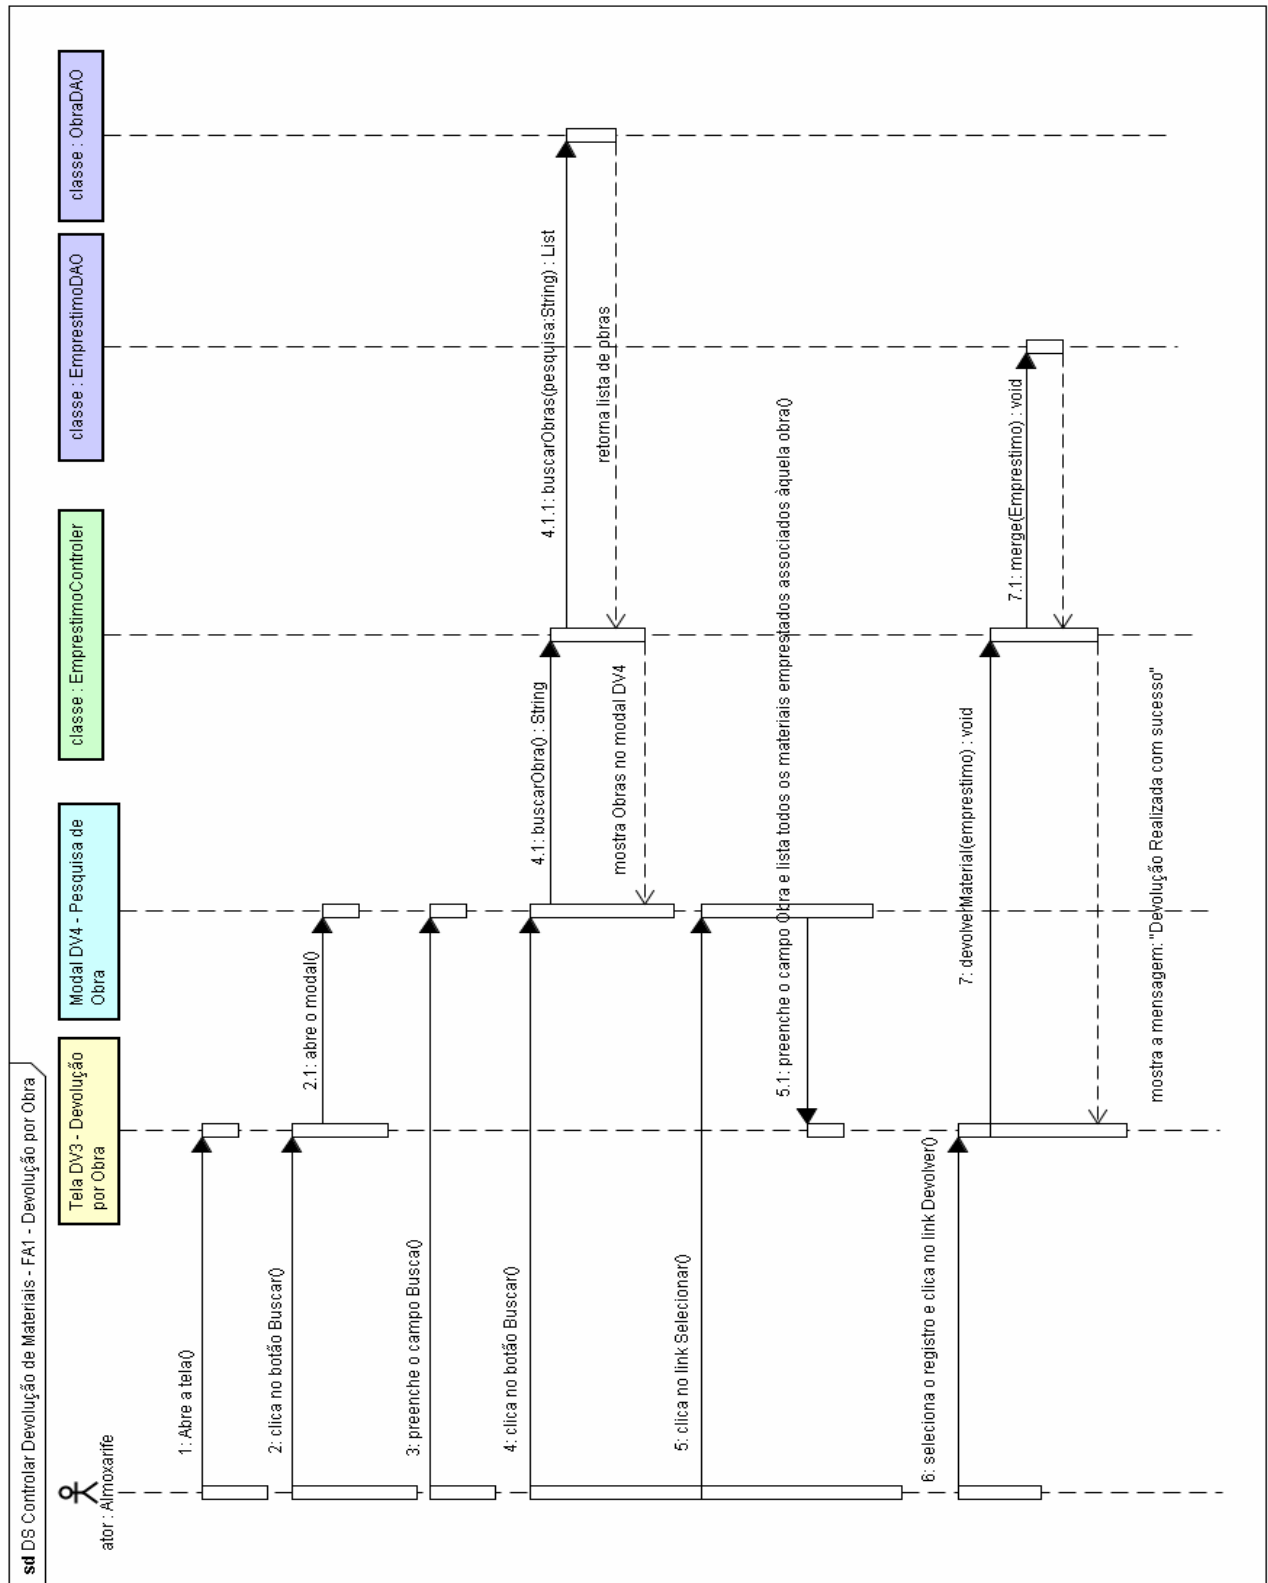 sd DS Controlar Devolução de Materiais - FA1 - Devolução por Obra
ator : Almoxarife
Tela DV3 - Devolução
por Obra
Modal DV4 - Pesquisa de
Obra
classe : EmprestimoControler
classe : EmprestimoDAO
classe : ObraDAO
1: Abre a tela()
2: clica no botão Buscar()
2.1: abre o modal()
3: preenche o campo Busca()
4: clica no botão Buscar()
4.1: buscarObra() : String
4.1.1: buscarObras(pesquisa:String) : List
retorna lista de obras
mostra Obras no modal DV4
5: clica no link Selecionar()
5.1: preenche o campo Obra e lista todos os materiais emprestados associados àquela obra()
6: seleciona o registro e clica no link Devolver()
7: devolverMaterial(emprestimo) : void
7.1: merge(Emprestimo) : void
mostra a mensagem: "Devolução Realizada com sucesso"